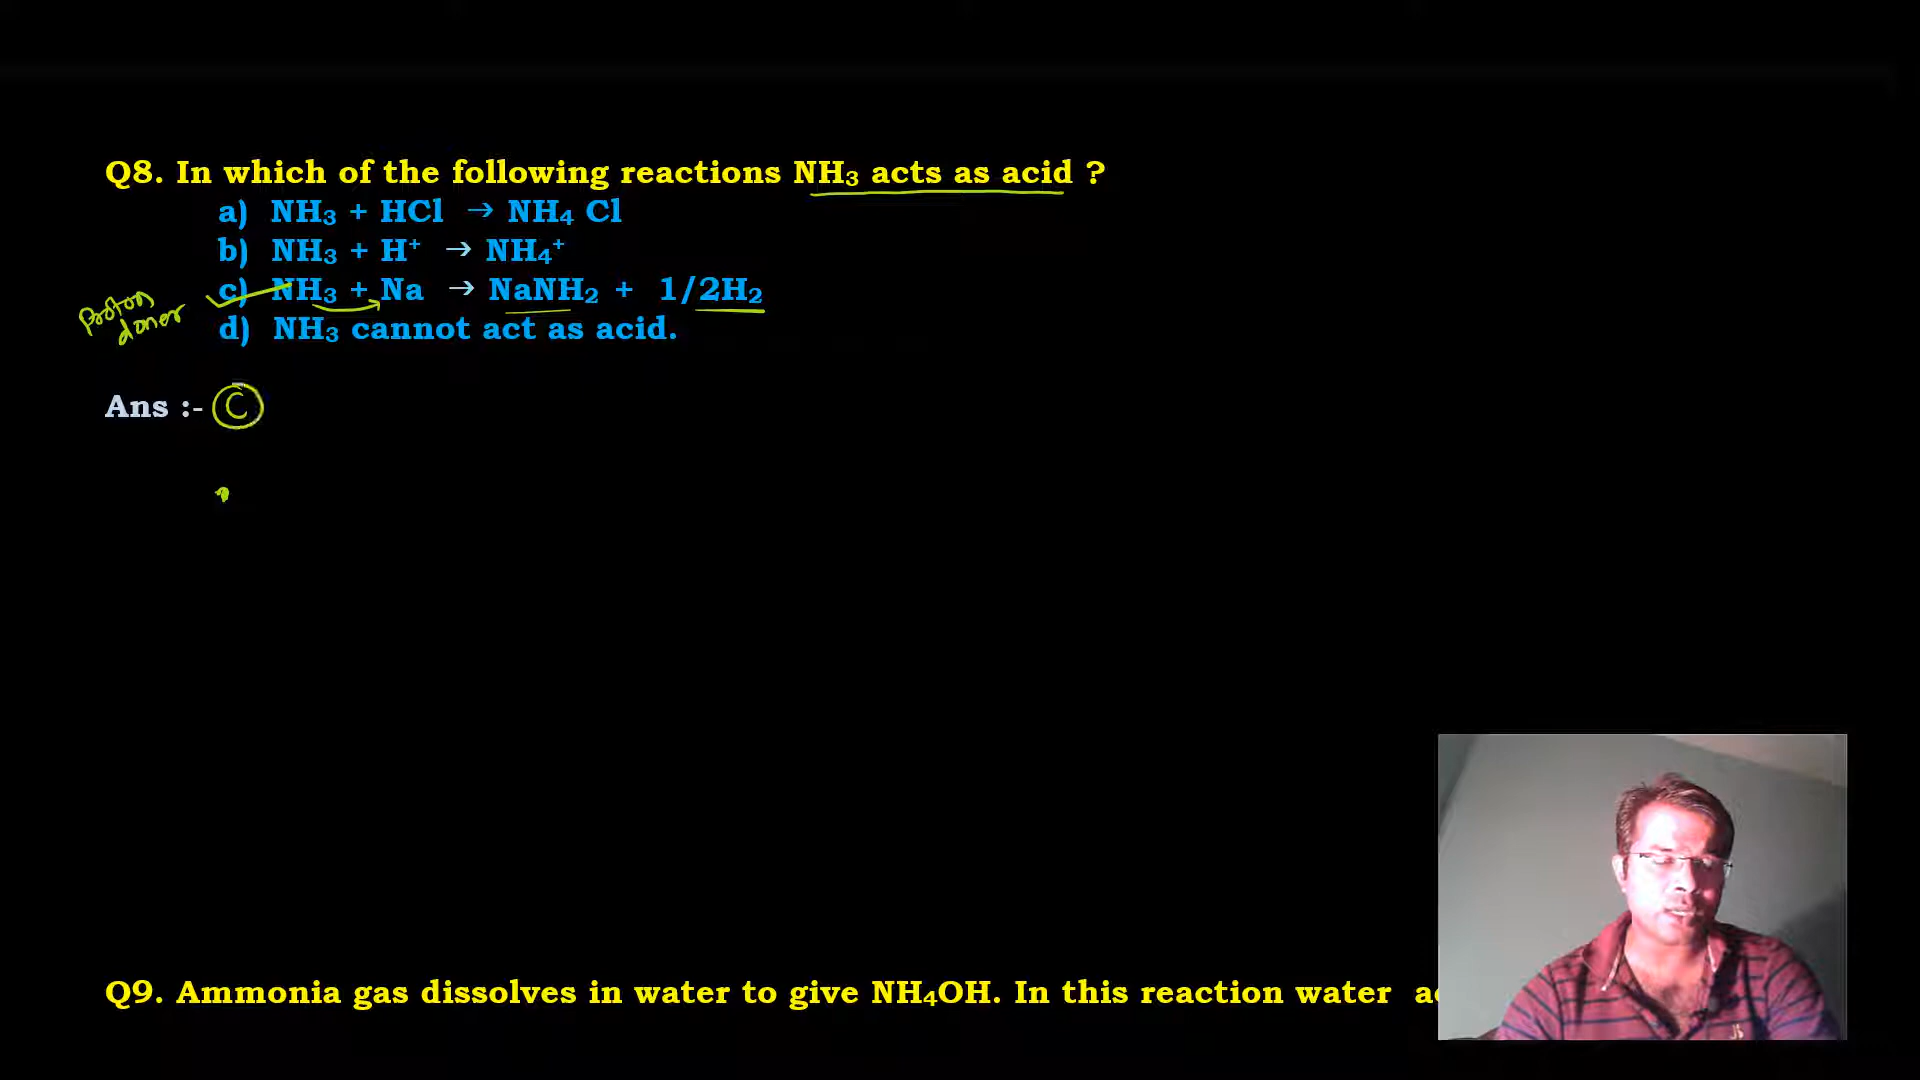 Q8. In which of the following reactions NH₃ acts as acid ?
a) NH₃ + HCl → NH₄ Cl
b) NH₃ + H⁺ → NH₄⁺
c) NH₃ + Na → NaNH₂ + 1/2H₂
proton
donor
d) NH₃ cannot act as acid.
Ans :- C
Q9. Ammonia gas dissolves in water to give NH₄OH. In this reaction water